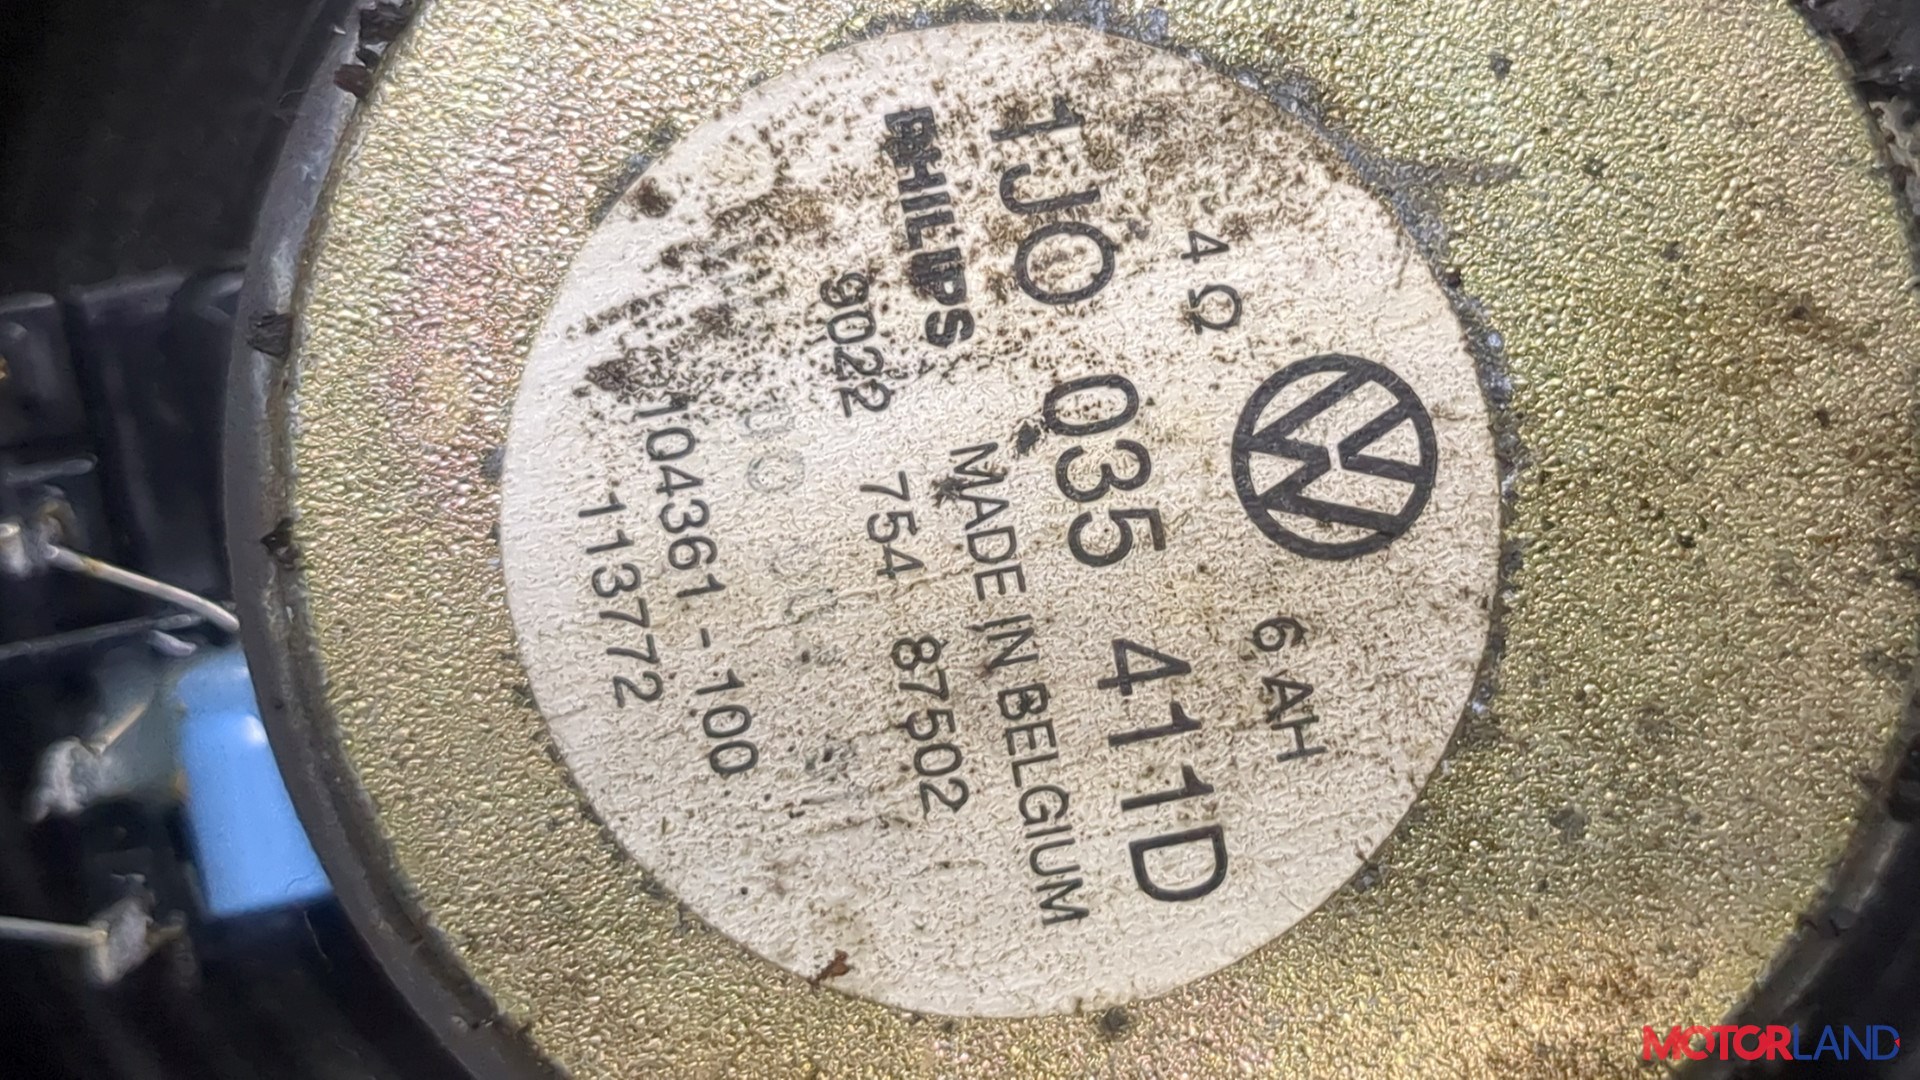 4 Ω 6 AH
1J0 035 411D
MADE IN BELGIUM
PHILIPS
9022 754 87502
104361 - 100
113772
MOTORLAND